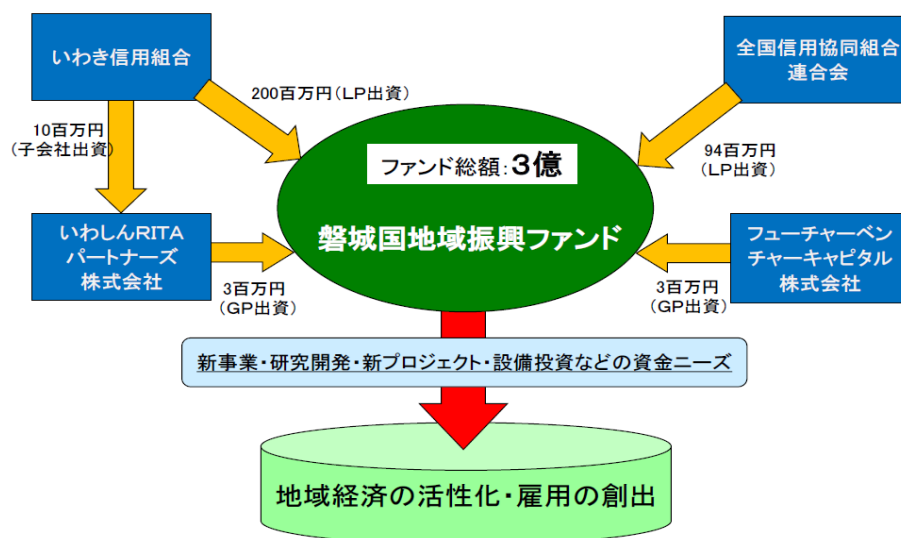 いわき信用組合
全国信用協同組合
連合会
200百万円(LP出資)
10百万円
(子会社出資)
94百万円
(LP出資)
ファンド総額:3億
磐城国地域振興ファンド
いわしんRITA
パートナーズ
株式会社
フューチャーベン
チャーキャピタル
株式会社
3百万円
(GP出資)
3百万円
(GP出資)
新事業・研究開発・新プロジェクト・設備投資などの資金ニーズ
地域経済の活性化・雇用の創出